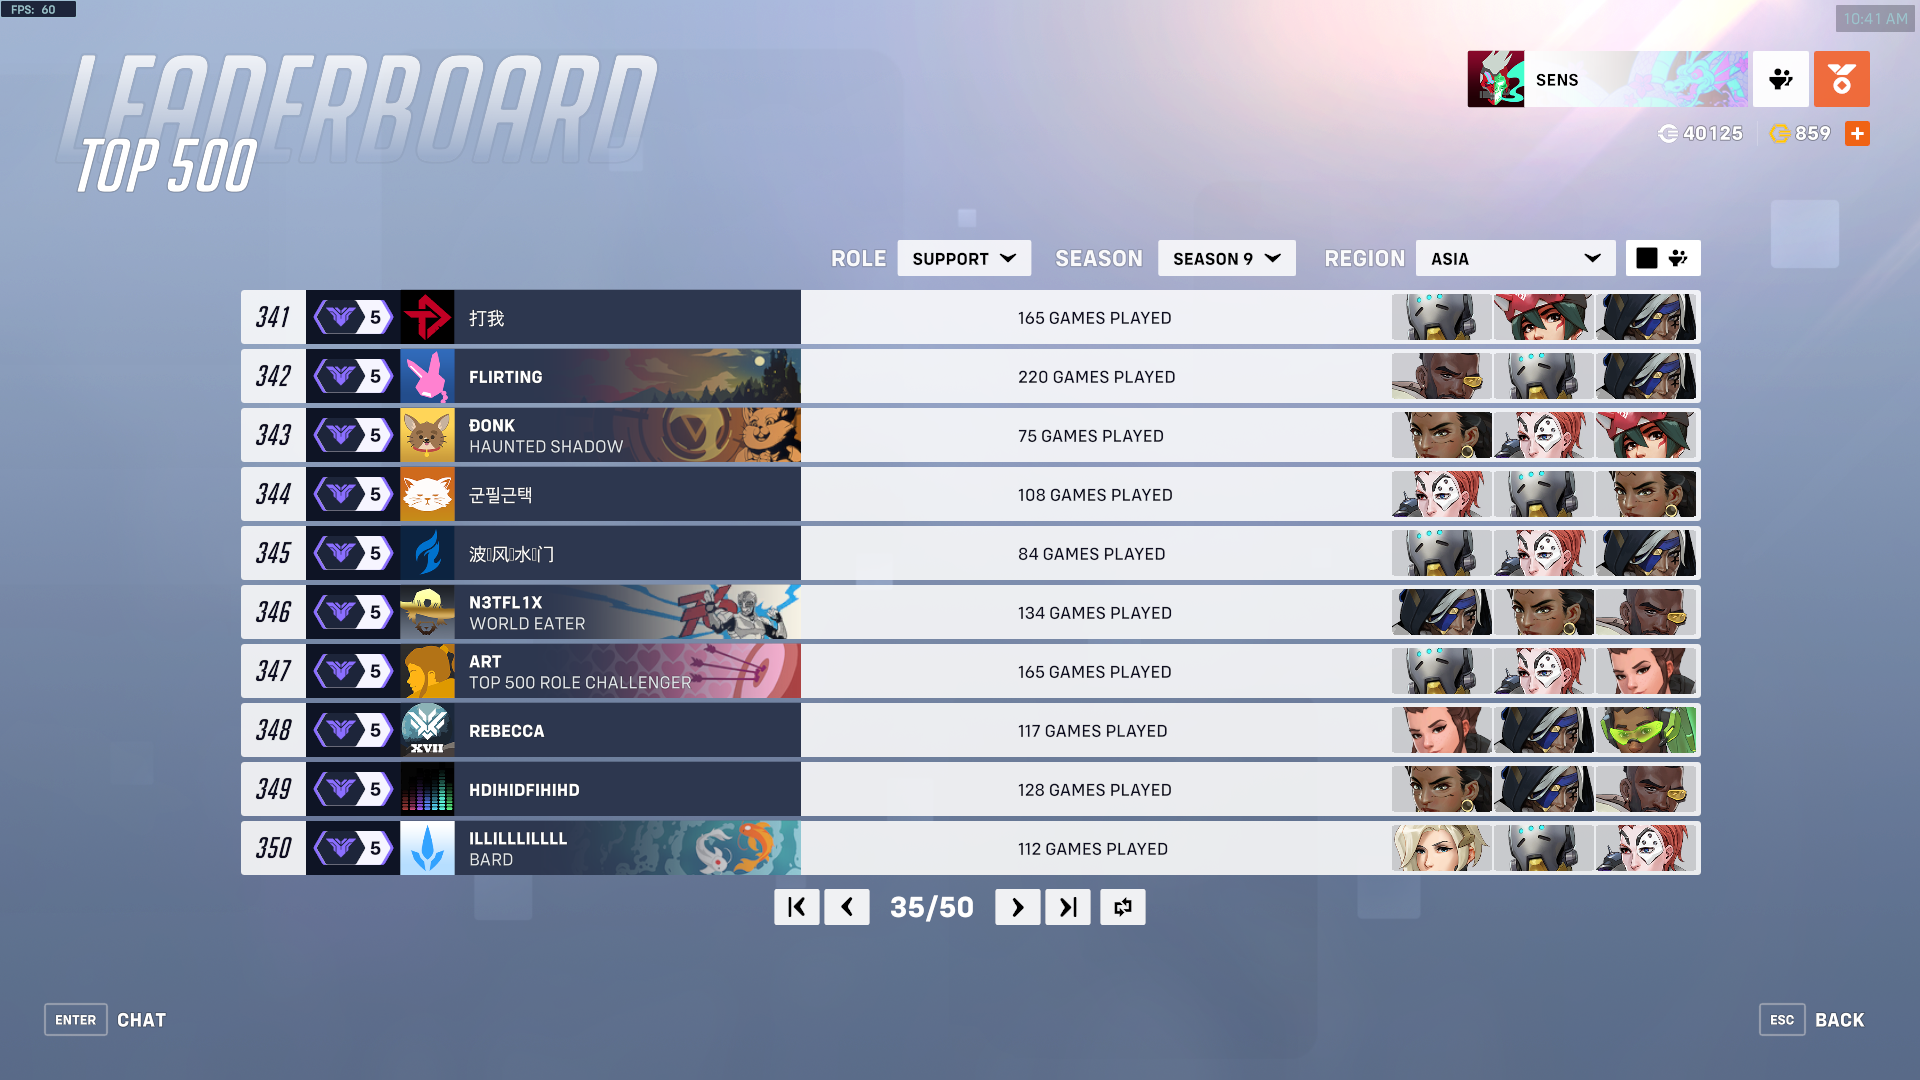 FPS: 60
10:41 AM
LEADERBOARD
TOP 500
SENS
40125
859
ROLE
SUPPORT
SEASON
SEASON 9
REGION
ASIA
341
5
打我
165 GAMES PLAYED
342
5
FLIRTING
220 GAMES PLAYED
343
5
ĐONK
HAUNTED SHADOW
75 GAMES PLAYED
344
5
군필근택
108 GAMES PLAYED
345
5
波▯风▯水▯门
84 GAMES PLAYED
346
5
N3TFL1X
WORLD EATER
134 GAMES PLAYED
347
5
ART
TOP 500 ROLE CHALLENGER
165 GAMES PLAYED
348
5
XVII
REBECCA
117 GAMES PLAYED
349
5
HDIHIDFIHIHD
128 GAMES PLAYED
350
5
ILLILLLILLLL
BARD
112 GAMES PLAYED
35/50
ENTER
CHAT
ESC
BACK